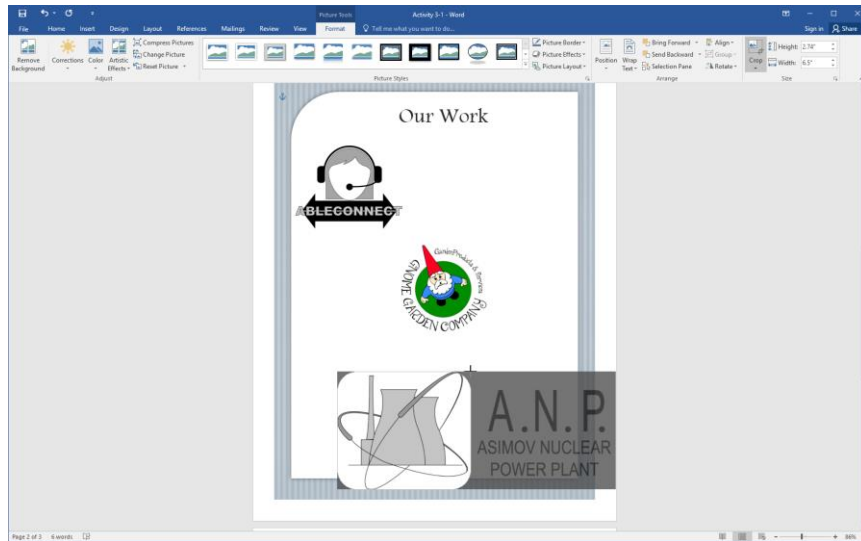 Picture Tools
Activity 3-1 - Word
File Home Insert Design Layout References Mailings Review View Format Tell me what you want to do... Sign in Share
Remove Background
Corrections
Color
Artistic Effects
Compress Pictures
Change Picture
Reset Picture
Adjust
Picture Styles
Picture Border
Picture Effects
Picture Layout
Position
Wrap Text
Bring Forward
Send Backward
Selection Pane
Align
Group
Rotate
Arrange
Crop
Height: 2.74"
Width: 6.5"
Size
Our Work
ABLECONNECT
Garden Products & Services
GNOME GARDEN COMPANY
A.N.P.
ASIMOV NUCLEAR
POWER PLANT
Page 2 of 3 6 words 86%